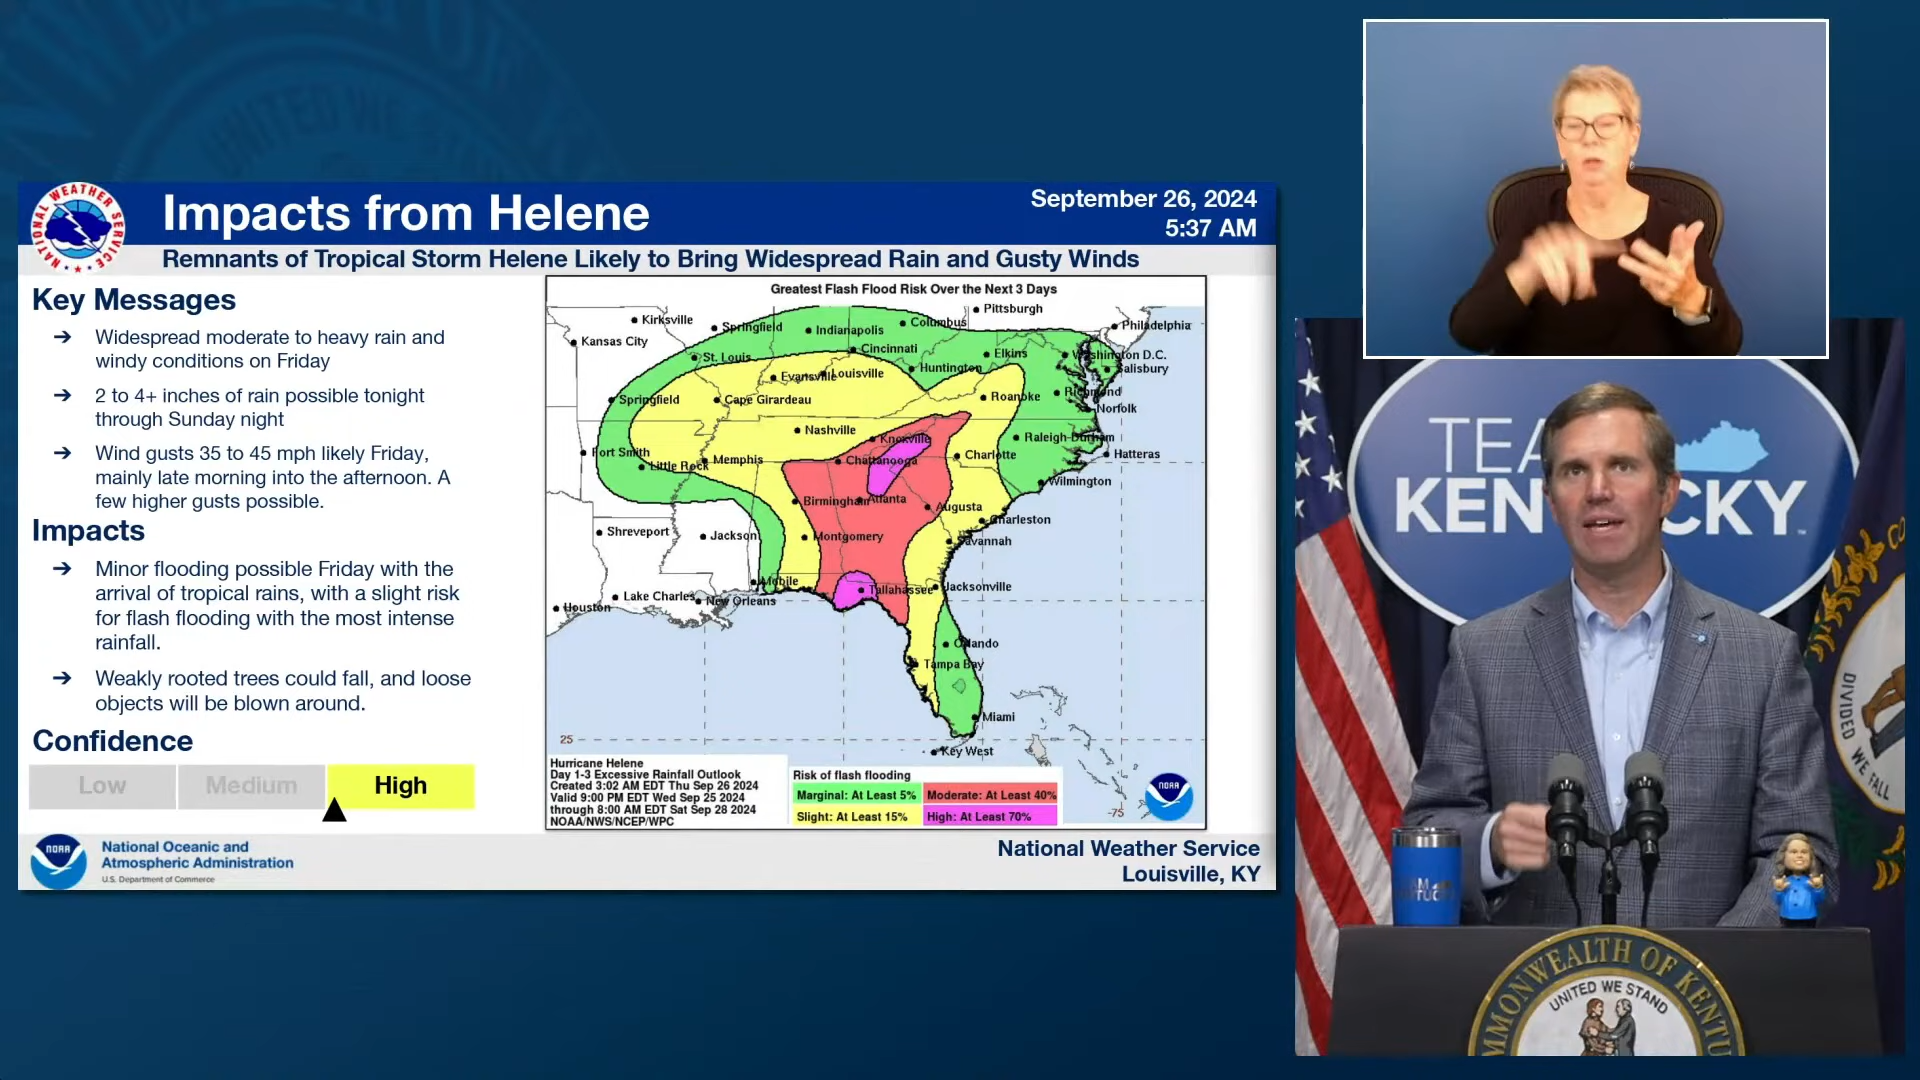 Impacts from Helene
September 26, 2024
5:37 AM
NATIONAL WEATHER SERVICE
Remnants of Tropical Storm Helene Likely to Bring Widespread Rain and Gusty Winds
Key Messages
➔ Widespread moderate to heavy rain and
windy conditions on Friday
➔ 2 to 4+ inches of rain possible tonight
through Sunday night
➔ Wind gusts 35 to 45 mph likely Friday,
mainly late morning into the afternoon. A
few higher gusts possible.
Impacts
➔ Minor flooding possible Friday with the
arrival of tropical rains, with a slight risk
for flash flooding with the most intense
rainfall.
➔ Weakly rooted trees could fall, and loose
objects will be blown around.
Confidence
Low
Medium
High
Greatest Flash Flood Risk Over the Next 3 Days
Pittsburgh
Kirksville
Springfield
Indianapolis
Columbus
Philadelphia
Kansas City
St. Louis
Cincinnati
Elkins
Washington D.C.
Salisbury
Evansville
Louisville
Huntington
Springfield
Cape Girardeau
Roanoke
Richmond
Norfolk
Nashville
Knoxville
Raleigh-Durham
Fort Smith
Little Rock
Memphis
Chattanooga
Charlotte
Hatteras
Wilmington
Birmingham
Atlanta
Augusta
Charleston
Shreveport
Jackson
Montgomery
Savannah
Mobile
Tallahassee
Jacksonville
Houston
Lake Charles
New Orleans
Orlando
Tampa Bay
Miami
Key West
25
-75
Hurricane Helene
Day 1-3 Excessive Rainfall Outlook
Created 3:02 AM EDT Thu Sep 26 2024
Valid 9:00 PM EDT Wed Sep 25 2024
through 8:00 AM EDT Sat Sep 28 2024
NOAA/NWS/NCEP/WPC
Risk of flash flooding
Marginal: At Least 5%
Moderate: At Least 40%
Slight: At Least 15%
High: At Least 70%
NOAA
NOAA
National Oceanic and
Atmospheric Administration
U.S. Department of Commerce
National Weather Service
Louisville, KY
KENTUCKY
DIVIDED WE FALL
UNITED WE STAND